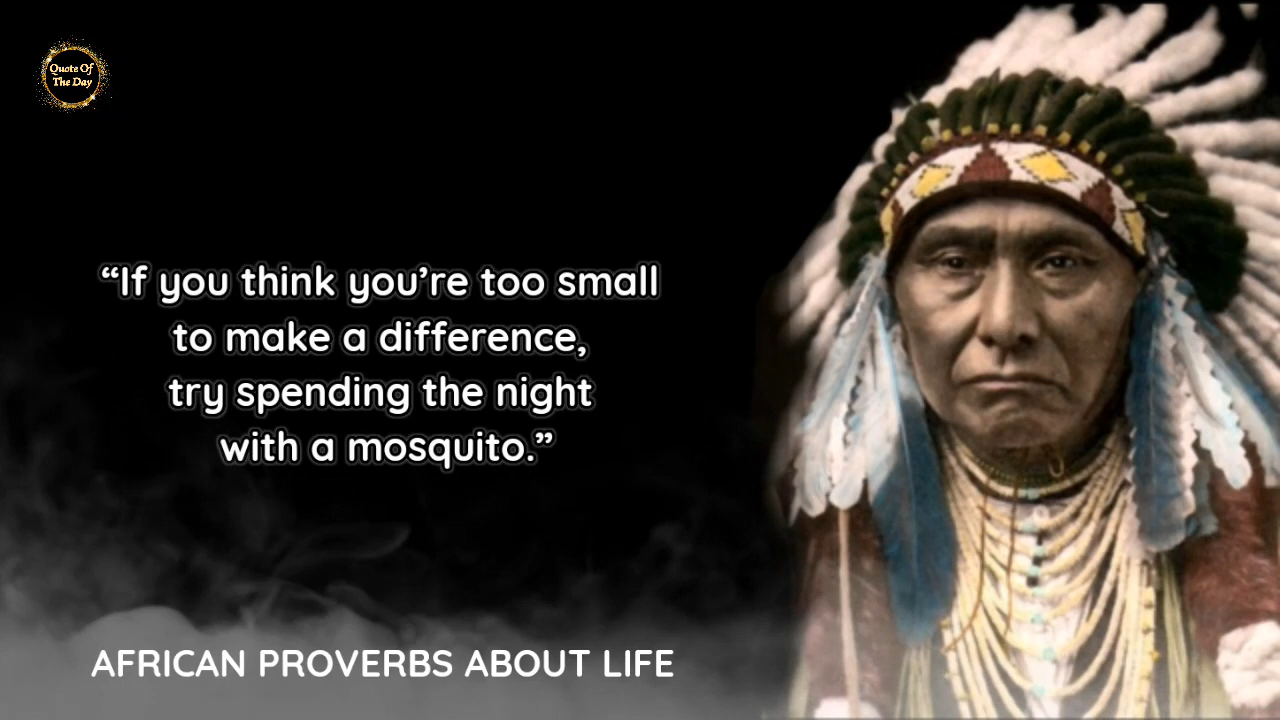 Quote Of
The Day
“If you think you’re too small
to make a difference,
try spending the night
with a mosquito.”
AFRICAN PROVERBS ABOUT LIFE